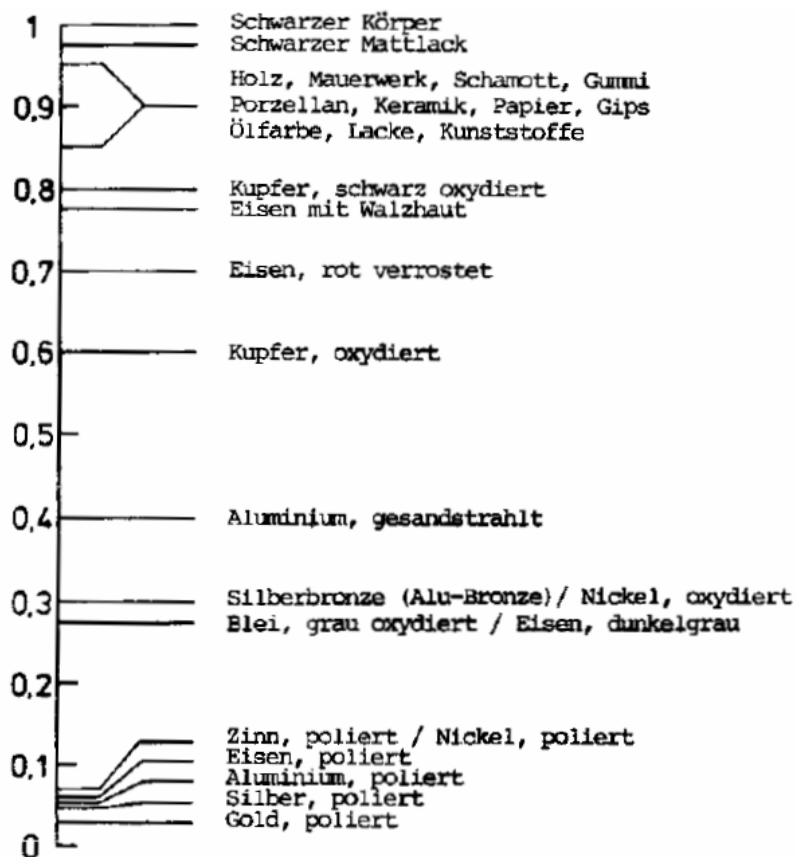 1
Schwarzer Körper
Schwarzer Mattlack
Holz, Mauerwerk, Schamott, Gummi
0,9
Porzellan, Keramik, Papier, Gips
Ölfarbe, Lacke, Kunststoffe
0,8
Kupfer, schwarz oxydiert
Eisen mit Walzhaut
0,7
Eisen, rot verrostet
0,6
Kupfer, oxydiert
0,5
0,4
Aluminium, gesandstrahlt
0,3
Silberbronze (Alu-Bronze)/ Nickel, oxydiert
Blei, grau oxydiert / Eisen, dunkelgrau
0,2
Zinn, poliert / Nickel, poliert
Eisen, poliert
0,1
Aluminium, poliert
Silber, poliert
Gold, poliert
0